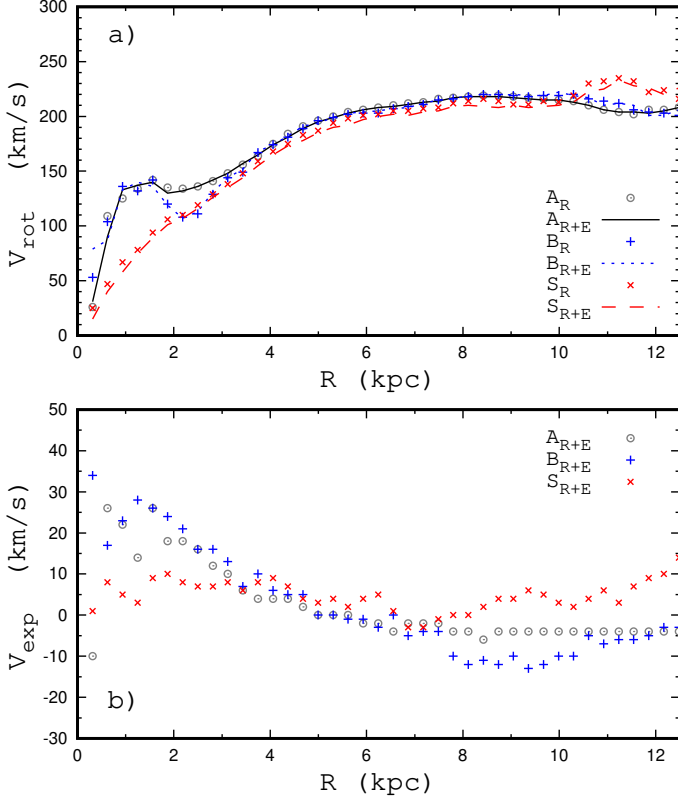 300
250
200
150
100
50
0
V_rot (km/s)
a)
A_R
A_R+E
B_R
B_R+E
S_R
S_R+E
0 2 4 6 8 10 12
R (kpc)
50
40
30
20
10
0
-10
-20
-30
V_exp (km/s)
A_R+E
B_R+E
S_R+E
b)
0 2 4 6 8 10 12
R (kpc)